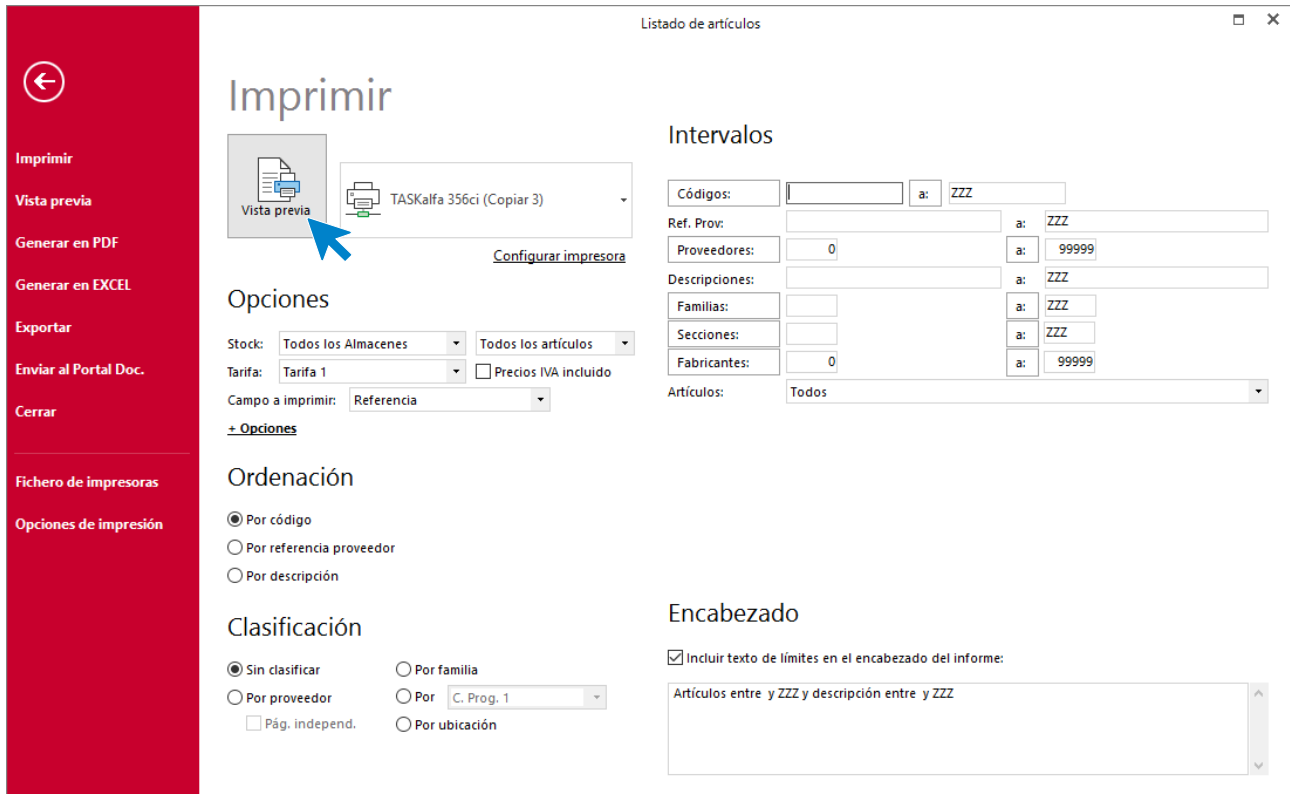 Listado de artículos
Imprimir
Vista previa
Generar en PDF
Generar en EXCEL
Exportar
Enviar al Portal Doc.
Cerrar
Fichero de impresoras
Opciones de impresión
Imprimir
Vista previa
TASKalfa 356ci (Copiar 3)
Configurar impresora
Opciones
Stock: Todos los Almacenes Todos los artículos
Tarifa: Tarifa 1 Precios IVA incluido
Campo a imprimir: Referencia
+ Opciones
Ordenación
Por código
Por referencia proveedor
Por descripción
Clasificación
Sin clasificar Por familia
Por proveedor Por C. Prog. 1
Pág. independ. Por ubicación
Intervalos
Códigos: a: ZZZ
Ref. Prov: a: ZZZ
Proveedores: 0 a: 99999
Descripciones: a: ZZZ
Familias: a: ZZZ
Secciones: a: ZZZ
Fabricantes: 0 a: 99999
Artículos: Todos
Encabezado
Incluir texto de límites en el encabezado del informe:
Artículos entre  y ZZZ y descripción entre  y ZZZ